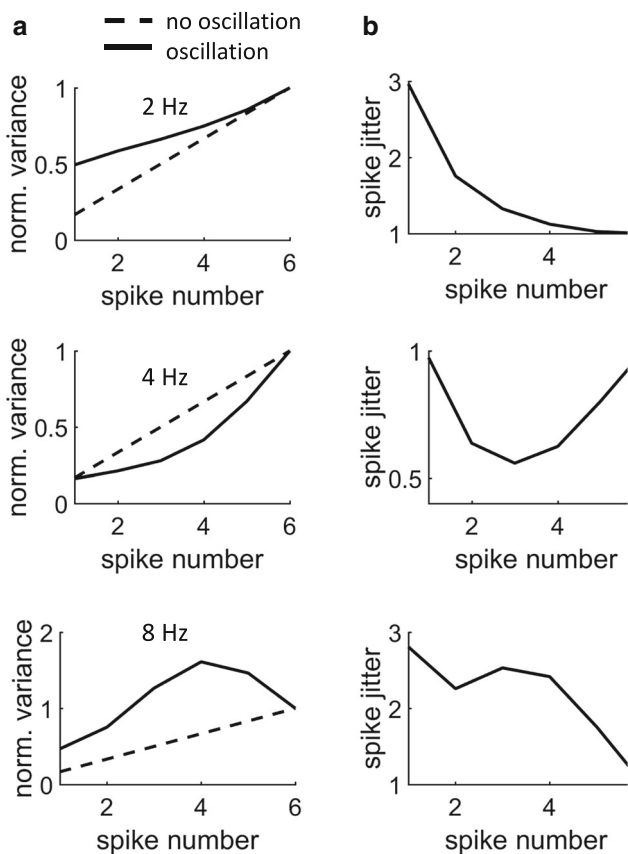 a
no oscillation
oscillation
b
norm. variance
1
0.5
0
2 Hz
2
4
6
spike number
spike jitter
3
2
1
2
4
spike number
norm. variance
1
0.5
0
4 Hz
2
4
6
spike number
spike jitter
1
0.5
2
4
spike number
norm. variance
2
1
0
8 Hz
2
4
6
spike number
spike jitter
3
2
1
2
4
spike number